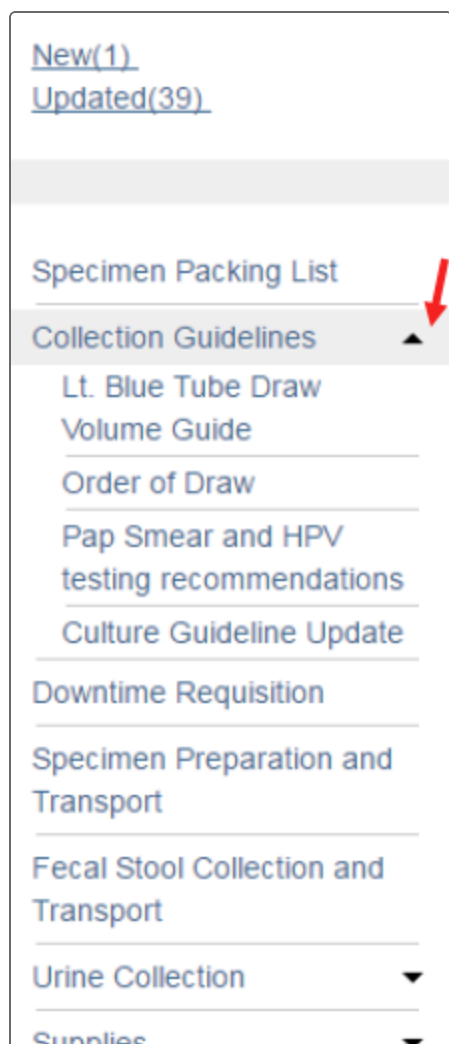 New(1)
Updated(39)
Specimen Packing List
Collection Guidelines
Lt. Blue Tube Draw
Volume Guide
Order of Draw
Pap Smear and HPV
testing recommendations
Culture Guideline Update
Downtime Requisition
Specimen Preparation and
Transport
Fecal Stool Collection and
Transport
Urine Collection
Supplies